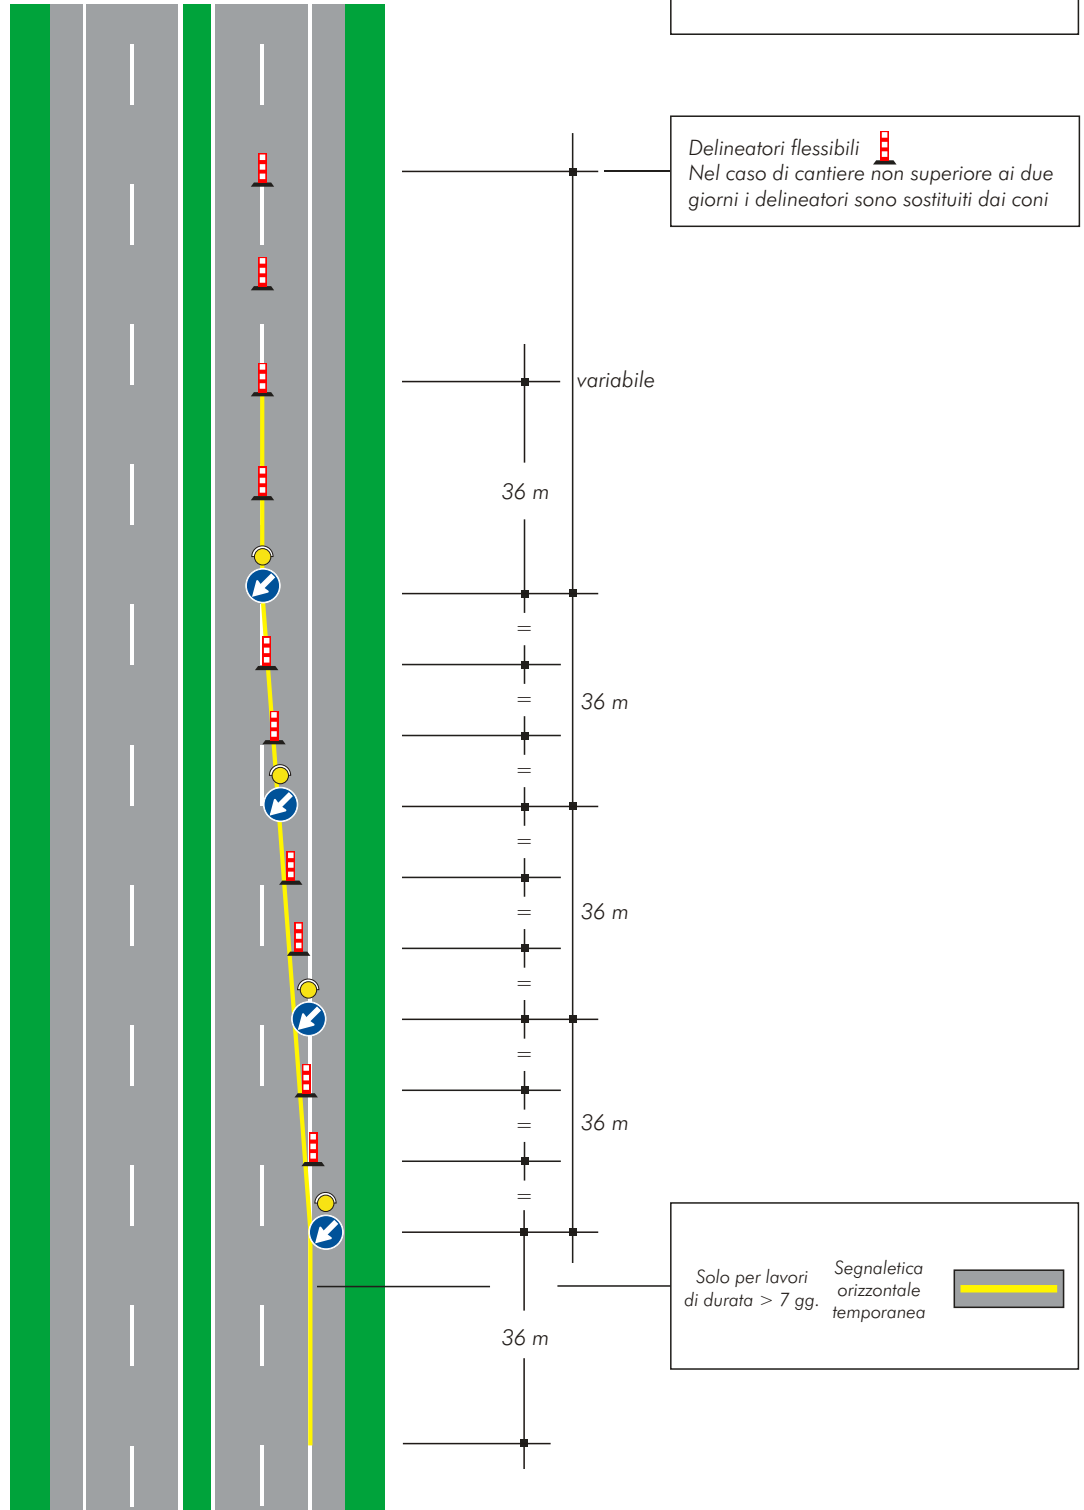 Delineatori flessibili
Nel caso di cantiere non superiore ai due
giorni i delineatori sono sostituiti dai coni
variabile
36 m
=
=
36 m
=
=
=
36 m
=
=
=
36 m
=
Solo per lavori
di durata > 7 gg.
Segnaletica
orizzontale
temporanea
36 m